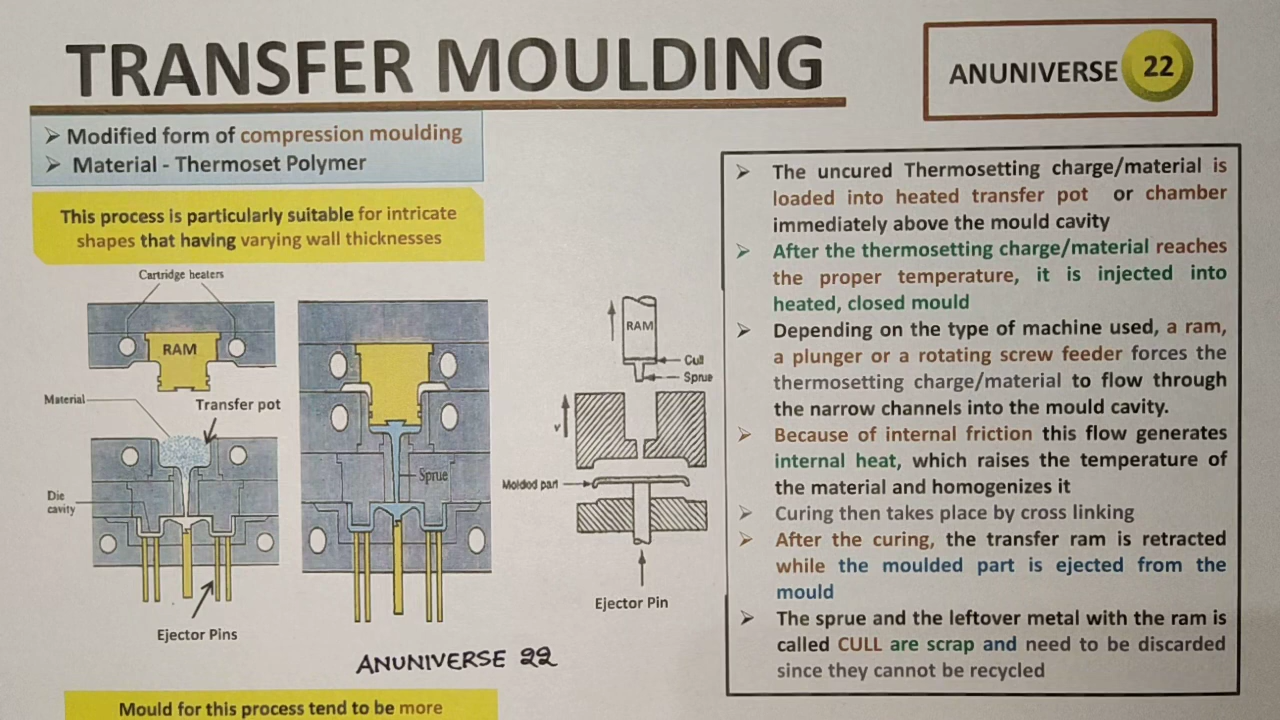 TRANSFER MOULDING
ANUNIVERSE 22
➢ Modified form of compression moulding
➢ Material - Thermoset Polymer
This process is particularly suitable for intricate
shapes that having varying wall thicknesses
Cartridge heaters
RAM
Material
Transfer pot
Die
cavity
Ejector Pins
Sprue
RAM
Cull
Sprue
v
Molded part
Ejector Pin
ANUNIVERSE 22
Mould for this process tend to be more
➢ The uncured Thermosetting charge/material is
loaded into heated transfer pot or chamber
immediately above the mould cavity
➢ After the thermosetting charge/material reaches
the proper temperature, it is injected into
heated, closed mould
➢ Depending on the type of machine used, a ram,
a plunger or a rotating screw feeder forces the
thermosetting charge/material to flow through
the narrow channels into the mould cavity.
➢ Because of internal friction this flow generates
internal heat, which raises the temperature of
the material and homogenizes it
➢ Curing then takes place by cross linking
➢ After the curing, the transfer ram is retracted
while the moulded part is ejected from the
mould
➢ The sprue and the leftover metal with the ram is
called CULL are scrap and need to be discarded
since they cannot be recycled